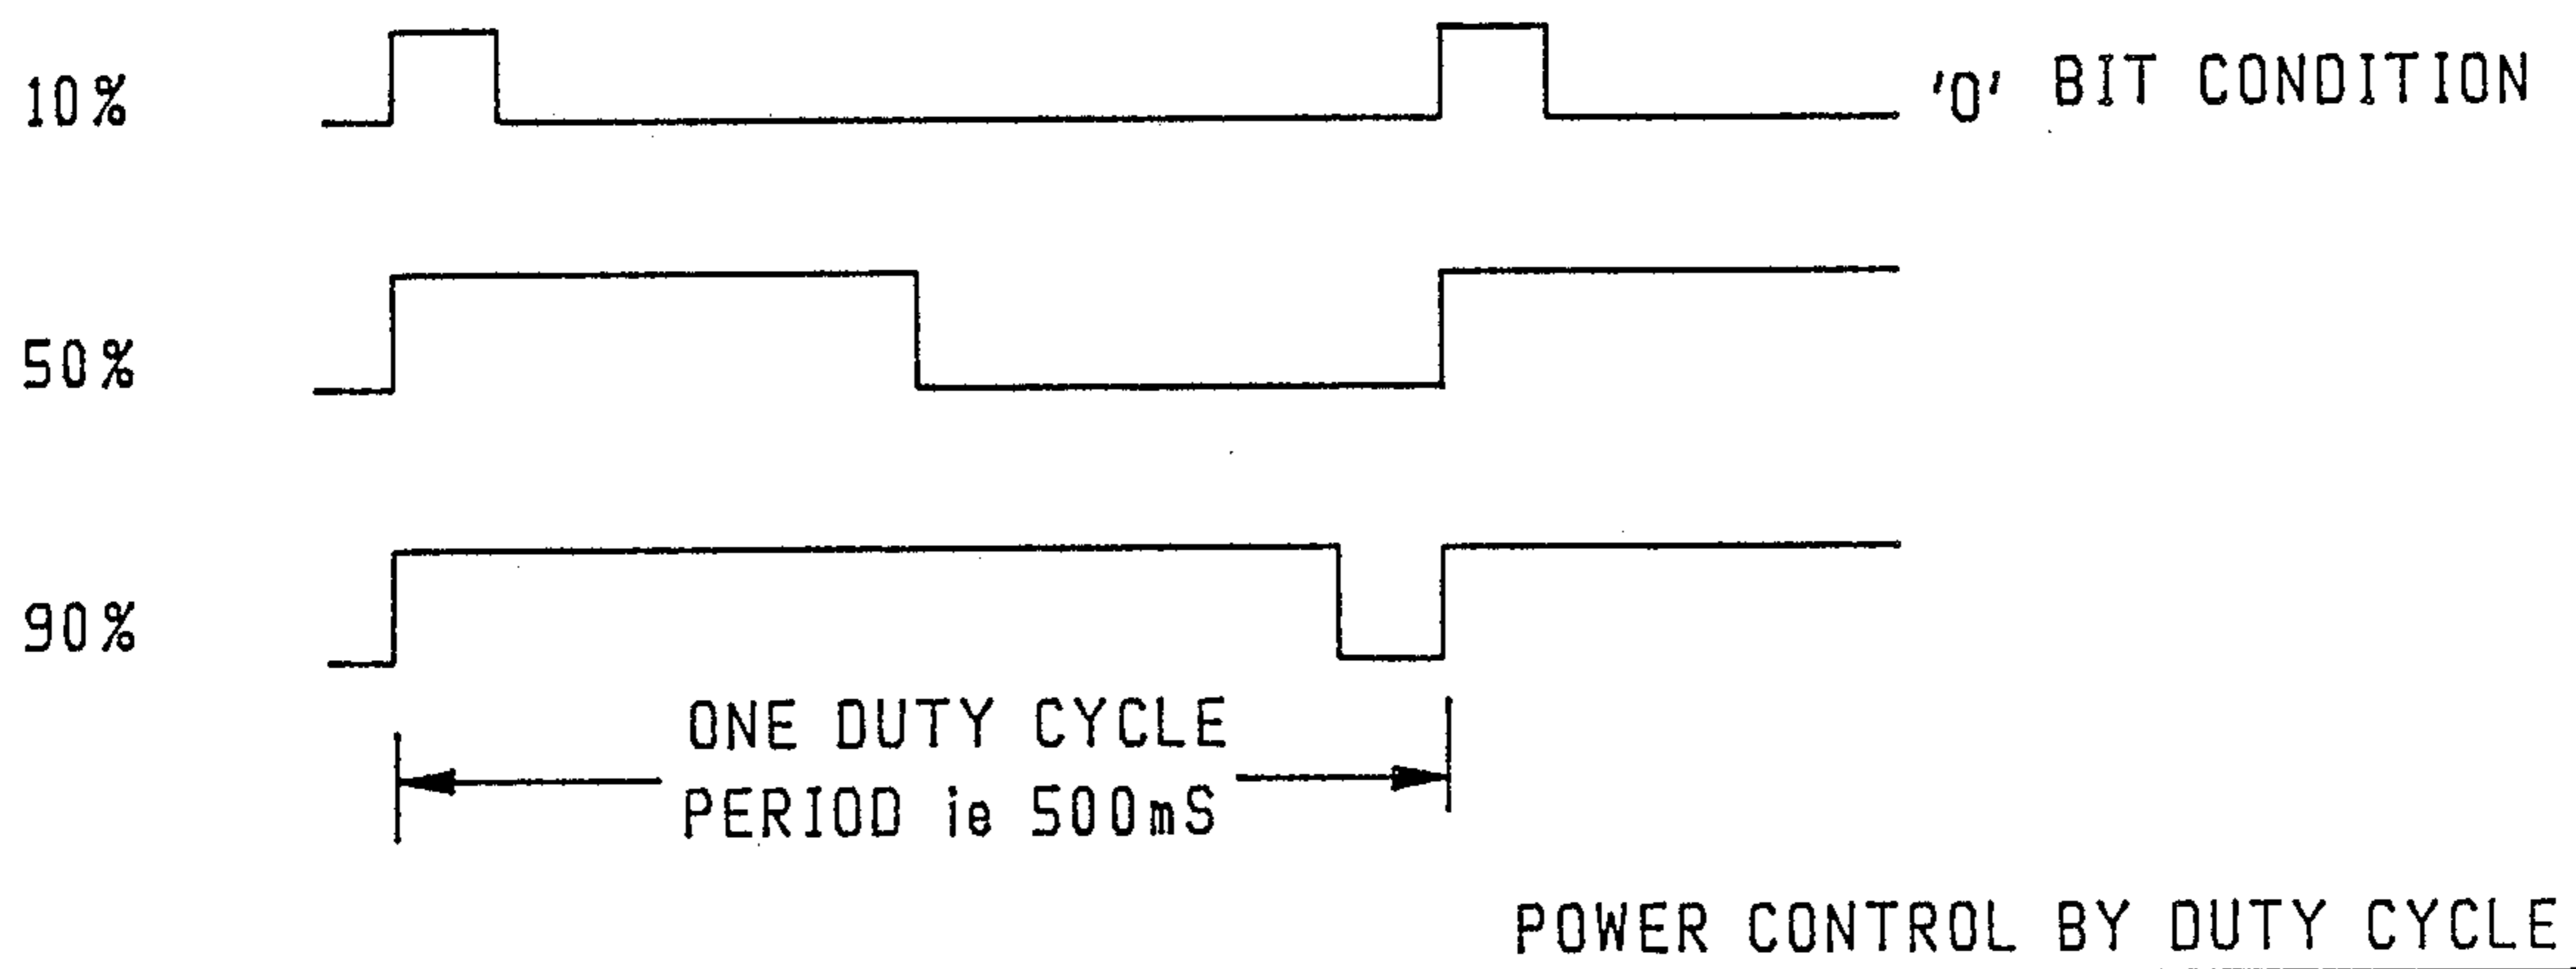 10%
'0' BIT CONDITION
50%
90%
ONE DUTY CYCLE
PERIOD ie 500mS
POWER CONTROL BY DUTY CYCLE